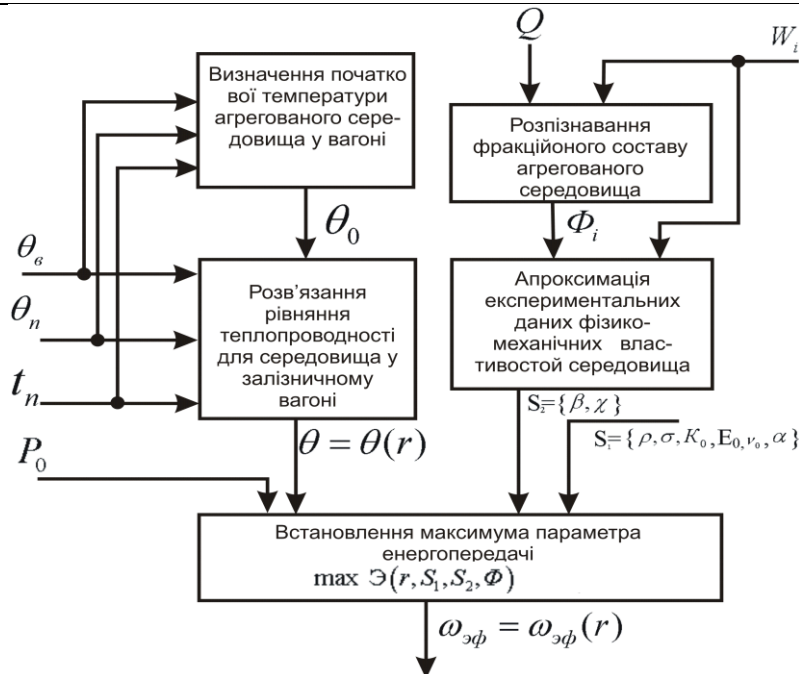 Q
W_i
Визначення початко
вої температури
агрегованого сере-
довища у вагоні
Розпізнавання
фракційоного составу
агрегованого
середовища
θ_0
Φ_i
θ_в
θ_п
t_п
P_0
Розв’язання
рівняння
теплопроводності
для середовища у
залізничному
вагоні
Апроксимація
експериментальних
даних фізико-
механічних влас-
тивостой середовища
S_2={β,χ}
S_1={ρ,σ,K_0,E_0,ν_0,α}
θ = θ(r)
Встановлення максимума параметра
енергопередачі
max Э(r,S_1,S_2,Φ)
ω_эф = ω_эф(r)